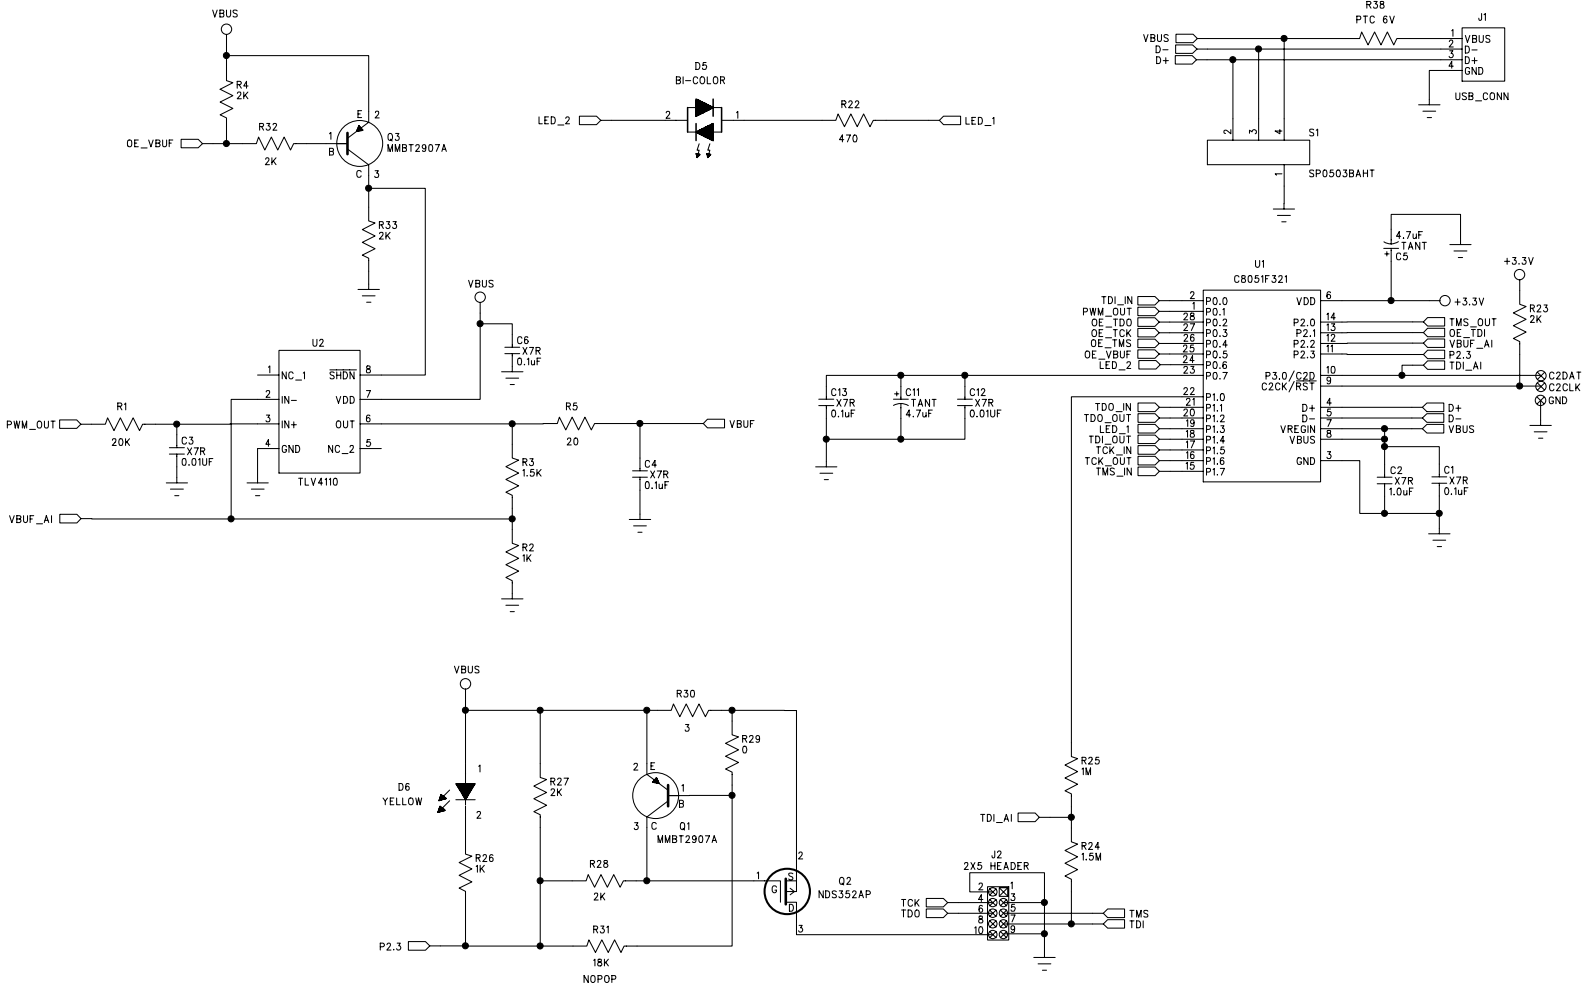 VBUS
R4
2K
OE_VBUF
R32
2K
1
B
E
2
Q3
MMBT2907A
C
3
R33
2K
LED_2
2
D5
BI-COLOR
1
R22
470
LED_1
R38
PTC 6V
J1
VBUS
D-
D+
1
2
3
4
VBUS
D-
D+
GND
USB_CONN
2
3
4
S1
1
SP0503BAHT
VBUS
C6
X7R
0.1uF
U2
1
NC_1
SHDN
8
2
IN-
VDD
7
3
IN+
OUT
6
4
GND
NC_2
5
TLV4110
PWM_OUT
R1
20K
C3
X7R
0.01UF
R5
20
VBUF
R3
1.5K
C4
X7R
0.1uF
VBUF_AI
R2
1K
4.7uF
TANT
+
C5
+3.3V
+3.3V
R23
2K
U1
C8051F321
TDI_IN
2
P0.0
PWM_OUT
1
P0.1
OE_TDO
28
P0.2
OE_TCK
27
P0.3
OE_TMS
26
P0.4
OE_VBUF
25
P0.5
LED_2
24
P0.6
23
P0.7
22
P1.0
TDO_IN
21
P1.1
TDO_OUT
20
P1.2
LED_1
19
P1.3
TDI_OUT
18
P1.4
TCK_IN
17
P1.5
TCK_OUT
16
P1.6
TMS_IN
15
P1.7
VDD
6
P2.0
14
TMS_OUT
P2.1
13
OE_TDI
P2.2
12
VBUF_AI
P2.3
11
P2.3
TDI_AI
P3.0/C2D
10
C2DAT
C2CK/RST
9
C2CLK
GND
D+
4
D+
D-
5
D-
VREGIN
7
VBUS
VBUS
8
GND
3
C2
X7R
1.0uF
C1
X7R
0.1uF
C13
X7R
0.1uF
+
C11
TANT
4.7uF
C12
X7R
0.01UF
VBUS
D6
YELLOW
1
2
R26
1K
R27
2K
R30
3
R29
0
2
E
1
B
3
C
Q1
MMBT2907A
R28
2K
1
G
S
D
2
3
Q2
NDS352AP
P2.3
R31
18K
NOPOP
R25
1M
TDI_AI
R24
1.5M
J2
2X5 HEADER
2
1
TCK
4
3
TDO
6
5
TMS
8
7
TDI
10
9